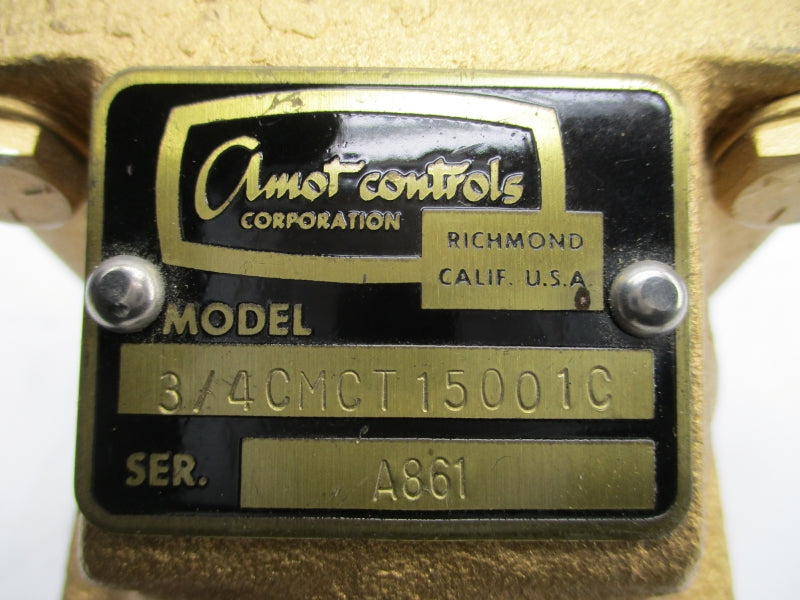 Amot controls
CORPORATION
RICHMOND
CALIF. U.S.A.
MODEL
3/4CMCT15001C
SER. A861